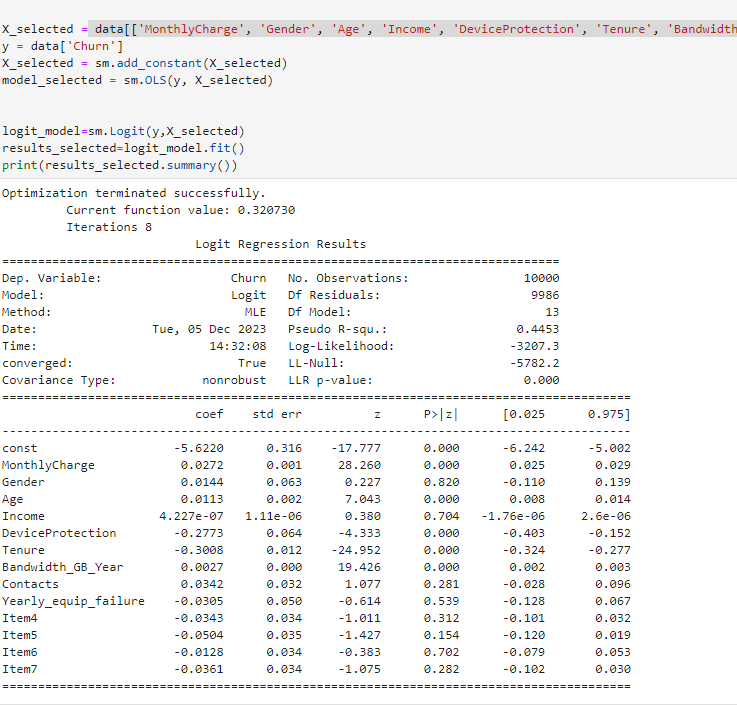 X_selected = data[['MonthlyCharge', 'Gender', 'Age', 'Income', 'DeviceProtection', 'Tenure', 'Bandwidth
y = data['Churn']
X_selected = sm.add_constant(X_selected)
model_selected = sm.OLS(y, X_selected)
logit_model=sm.Logit(y,X_selected)
results_selected=logit_model.fit()
print(results_selected.summary())
Optimization terminated successfully.
         Current function value: 0.320730
         Iterations 8
                          Logit Regression Results
==============================================================================
Dep. Variable:                  Churn   No. Observations:                10000
Model:                          Logit   Df Residuals:                     9986
Method:                           MLE   Df Model:                           13
Date:                Tue, 05 Dec 2023   Pseudo R-squ.:                  0.4453
Time:                        14:32:08   Log-Likelihood:                -3207.3
converged:                       True   LL-Null:                       -5782.2
Covariance Type:            nonrobust   LLR p-value:                     0.000
========================================================================================
                           coef    std err          z      P>|z|      [0.025      0.975]
----------------------------------------------------------------------------------------
const                   -5.6220      0.316    -17.777      0.000      -6.242      -5.002
MonthlyCharge            0.0272      0.001     28.260      0.000       0.025       0.029
Gender                   0.0144      0.063      0.227      0.820      -0.110       0.139
Age                      0.0113      0.002      7.043      0.000       0.008       0.014
Income                4.227e-07   1.11e-06      0.380      0.704   -1.76e-06     2.6e-06
DeviceProtection        -0.2773      0.064     -4.333      0.000      -0.403      -0.152
Tenure                  -0.3008      0.012    -24.952      0.000      -0.324      -0.277
Bandwidth_GB_Year        0.0027      0.000     19.426      0.000       0.002       0.003
Contacts                 0.0342      0.032      1.077      0.281      -0.028       0.096
Yearly_equip_failure    -0.0305      0.050     -0.614      0.539      -0.128       0.067
Item4                   -0.0343      0.034     -1.011      0.312      -0.101       0.032
Item5                   -0.0504      0.035     -1.427      0.154      -0.120       0.019
Item6                   -0.0128      0.034     -0.383      0.702      -0.079       0.053
Item7                   -0.0361      0.034     -1.075      0.282      -0.102       0.030
========================================================================================